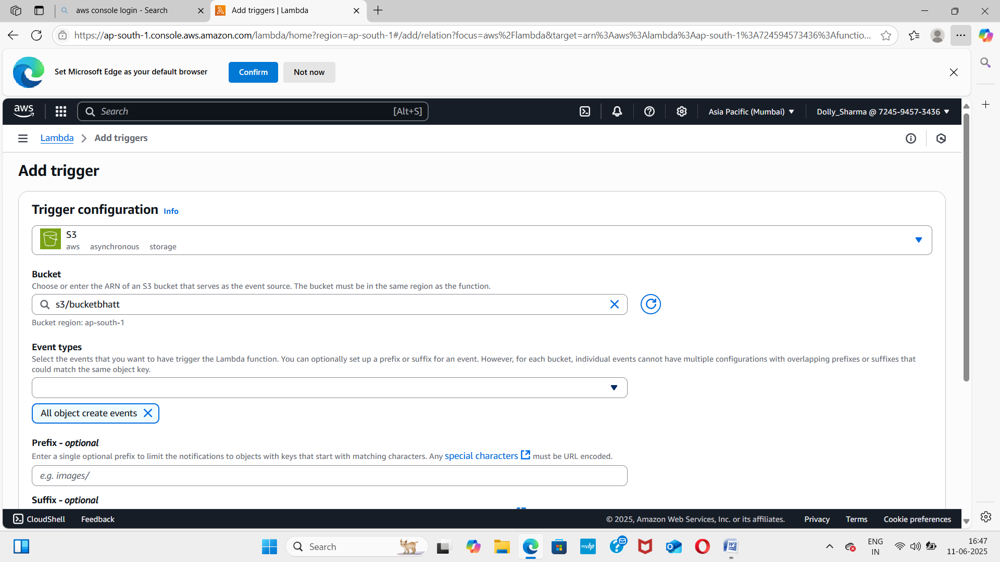 aws console login - Search
Add triggers | Lambda
https://ap-south-1.console.aws.amazon.com/lambda/home?region=ap-south-1#/add/relation?focus=aws%2Flambda&target=arn%3Aaws%3Alambda%3Aap-south-1%3A724594573436%3Afunctio...
Set Microsoft Edge as your default browser
Confirm
Not now
aws
Search
[Alt+S]
Asia Pacific (Mumbai)
Dolly_Sharma @ 7245-9457-3436
Lambda > Add triggers
Add trigger
Trigger configuration Info
S3
aws asynchronous storage
Bucket
Choose or enter the ARN of an S3 bucket that serves as the event source. The bucket must be in the same region as the function.
s3/bucketbhatt
Bucket region: ap-south-1
Event types
Select the events that you want to have trigger the Lambda function. You can optionally set up a prefix or suffix for an event. However, for each bucket, individual events cannot have multiple configurations with overlapping prefixes or suffixes that
could match the same object key.
All object create events
Prefix - optional
Enter a single optional prefix to limit the notifications to objects with keys that start with matching characters. Any special characters must be URL encoded.
e.g. images/
Suffix - optional
CloudShell
Feedback
© 2025, Amazon Web Services, Inc. or its affiliates.
Privacy
Terms
Cookie preferences
Search
myhp
ENG
IN
16:47
11-06-2025